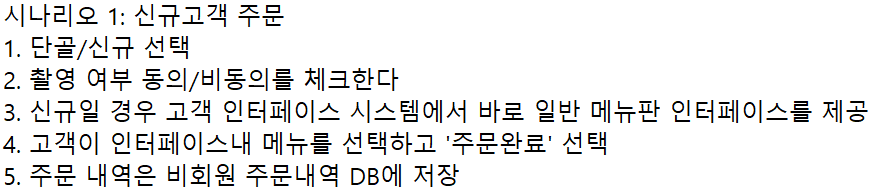 시나리오 1: 신규고객 주문
1. 단골/신규 선택
2. 촬영 여부 동의/비동의를 체크한다
3. 신규일 경우 고객 인터페이스 시스템에서 바로 일반 메뉴판 인터페이스를 제공
4. 고객이 인터페이스내 메뉴를 선택하고 '주문완료' 선택
5. 주문 내역은 비회원 주문내역 DB에 저장